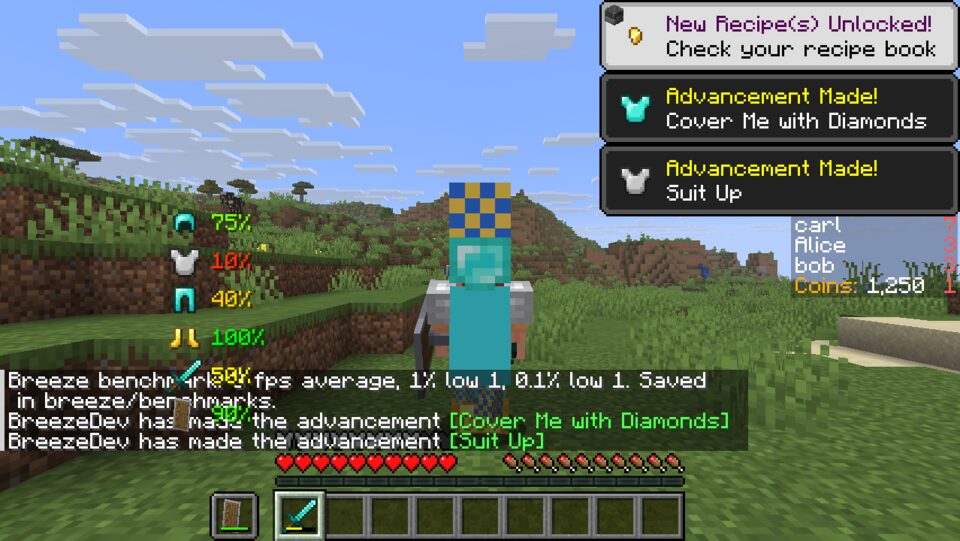 New Recipe(s) Unlocked!
Check your recipe book
Advancement Made!
Cover Me with Diamonds
Advancement Made!
Suit Up
carl
Alice
bob
Coins: 1,250 1
75%
10%
40%
100%
50%
90%
Breeze fps average, 1% low 1, 0.1% low 1. Saved
in breeze/benchmarks.
BreezeDev has made the advancement [Cover Me with Diamonds]
BreezeDev has made the advancement [Suit Up]